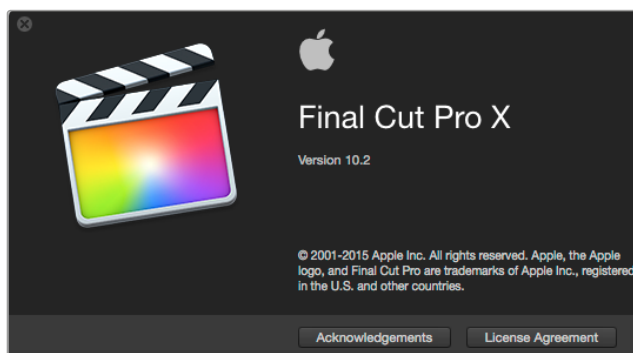 Final Cut Pro X
Version 10.2
© 2001-2015 Apple Inc. All rights reserved. Apple, the Apple
logo, and Final Cut Pro are trademarks of Apple Inc., registered
in the U.S. and other countries.
Acknowledgements License Agreement